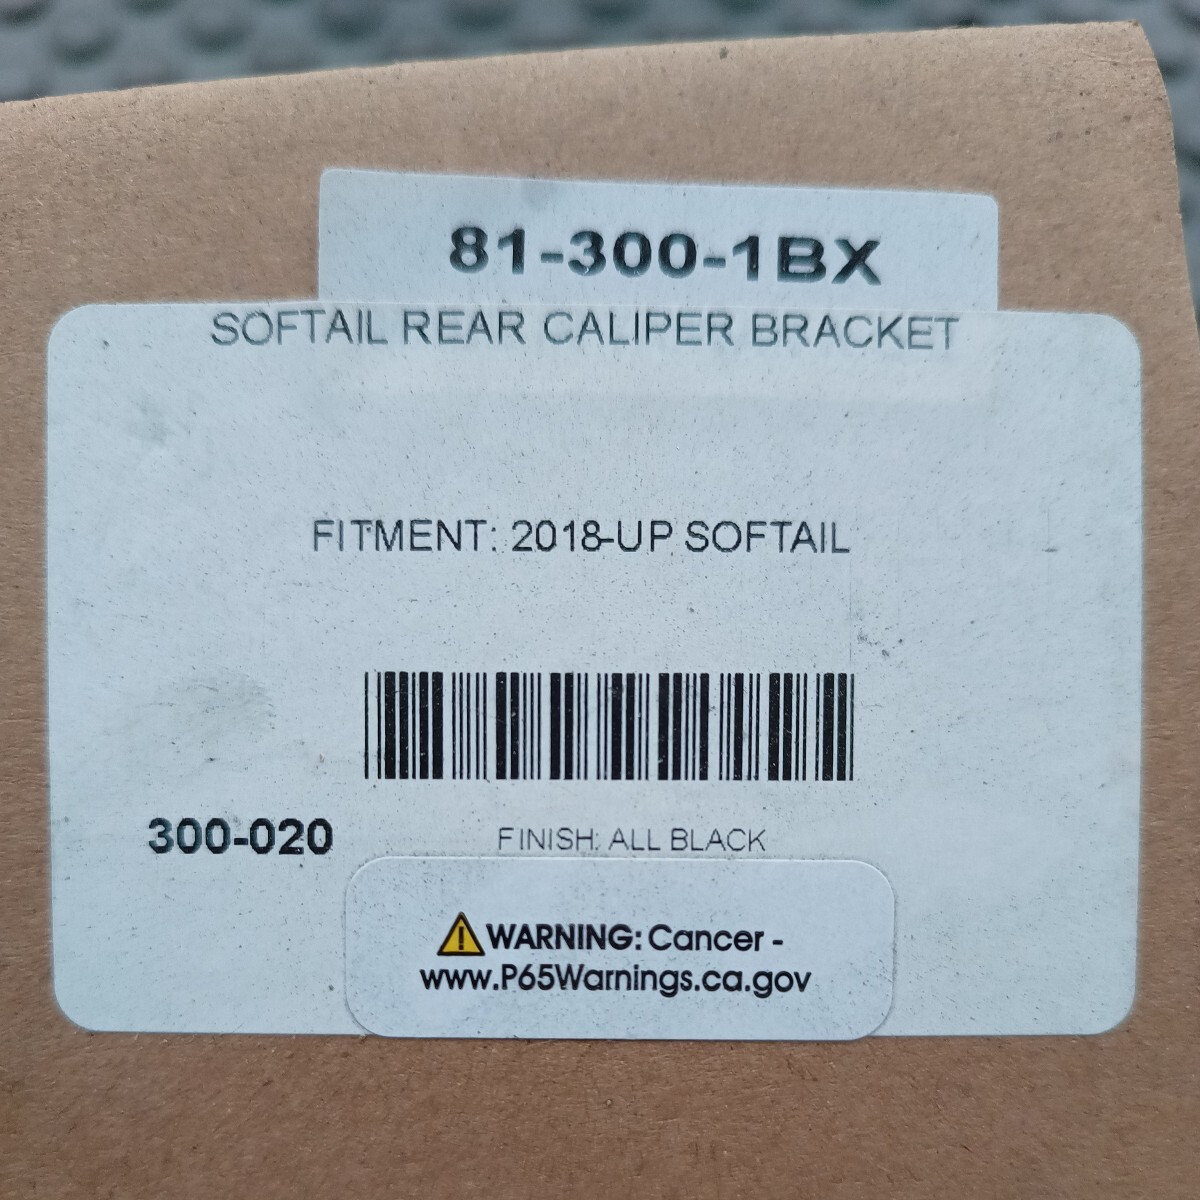 81-300-1BX
SOFTAIL REAR CALIPER BRACKET
FITMENT: 2018-UP SOFTAIL
300-020
FINISH: ALL BLACK
WARNING: Cancer -
www.P65Warnings.ca.gov